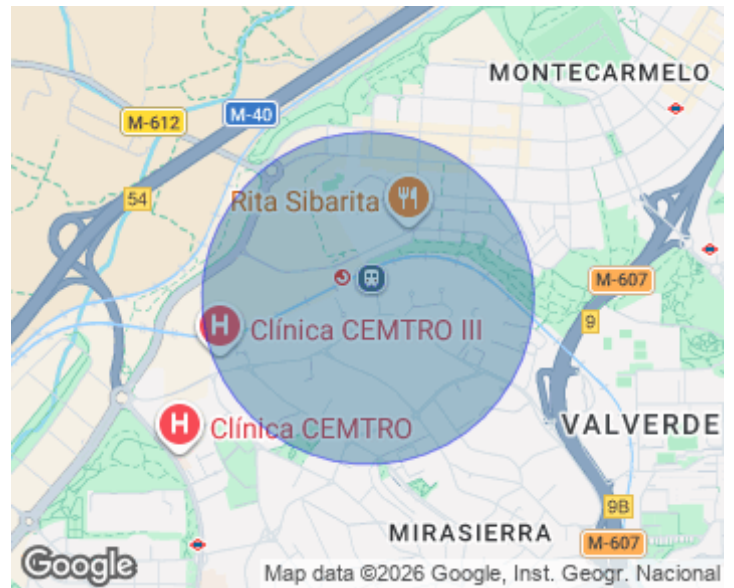 MONTECARMELO
M-612
M-40
54
Rita Sibarita
M-607
H
Clínica CEMTRO III
9
H
Clínica CEMTRO
VALVERDE
9B
MIRASIERRA
M-607
Google
Map data ©2026 Google, Inst. Geogr. Nacional